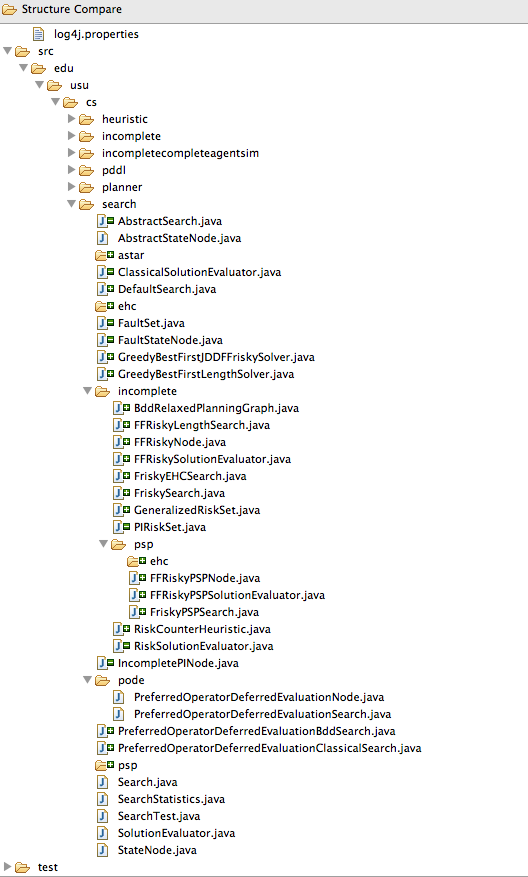 Structure Compare
log4j.properties
src
edu
usu
cs
heuristic
incomplete
incompletecompleteagentsim
pddl
planner
search
AbstractSearch.java
AbstractStateNode.java
astar
ClassicalSolutionEvaluator.java
DefaultSearch.java
ehc
FaultSet.java
FaultStateNode.java
GreedyBestFirstJDDFFriskySolver.java
GreedyBestFirstLengthSolver.java
incomplete
BddRelaxedPlanningGraph.java
FFRiskyLengthSearch.java
FFRiskyNode.java
FFRiskySolutionEvaluator.java
FriskyEHCSearch.java
FriskySearch.java
GeneralizedRiskSet.java
PIRiskSet.java
psp
ehc
FFRiskyPSPNode.java
FFRiskyPSPSolutionEvaluator.java
FriskyPSPSearch.java
RiskCounterHeuristic.java
RiskSolutionEvaluator.java
IncompletePINode.java
pode
PreferredOperatorDeferredEvaluationNode.java
PreferredOperatorDeferredEvaluationSearch.java
PreferredOperatorDeferredEvaluationBddSearch.java
PreferredOperatorDeferredEvaluationClassicalSearch.java
psp
Search.java
SearchStatistics.java
SearchTest.java
SolutionEvaluator.java
StateNode.java
test